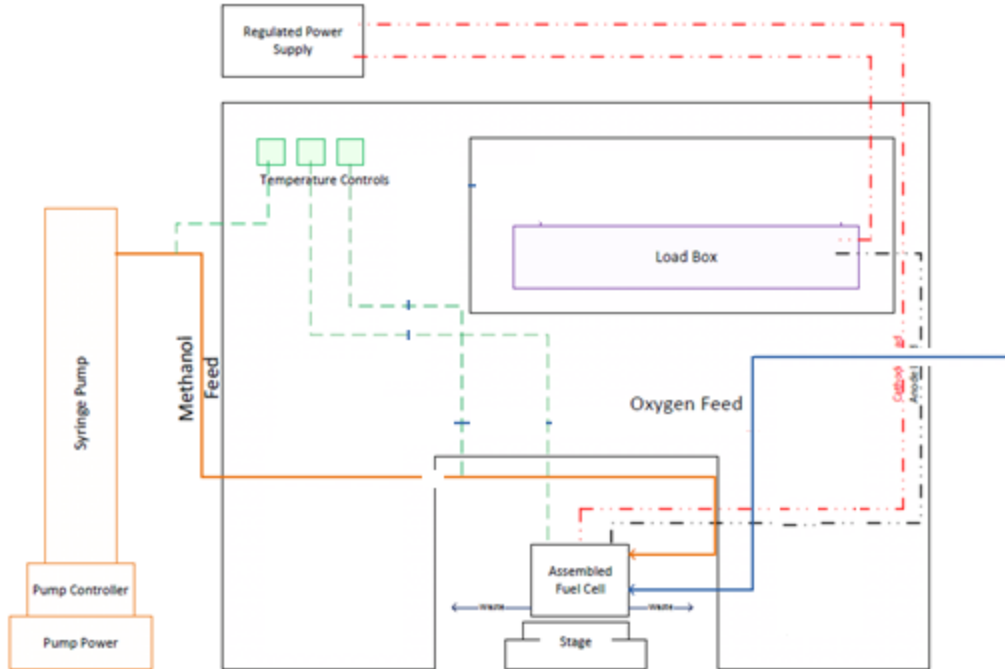 Regulated Power
Supply
Temperature Controls
Load Box
Syringe Pump
Methanol
Feed
Oxygen Feed
Assembled
Fuel Cell
Waste
Waste
Stage
Pump Controller
Pump Power